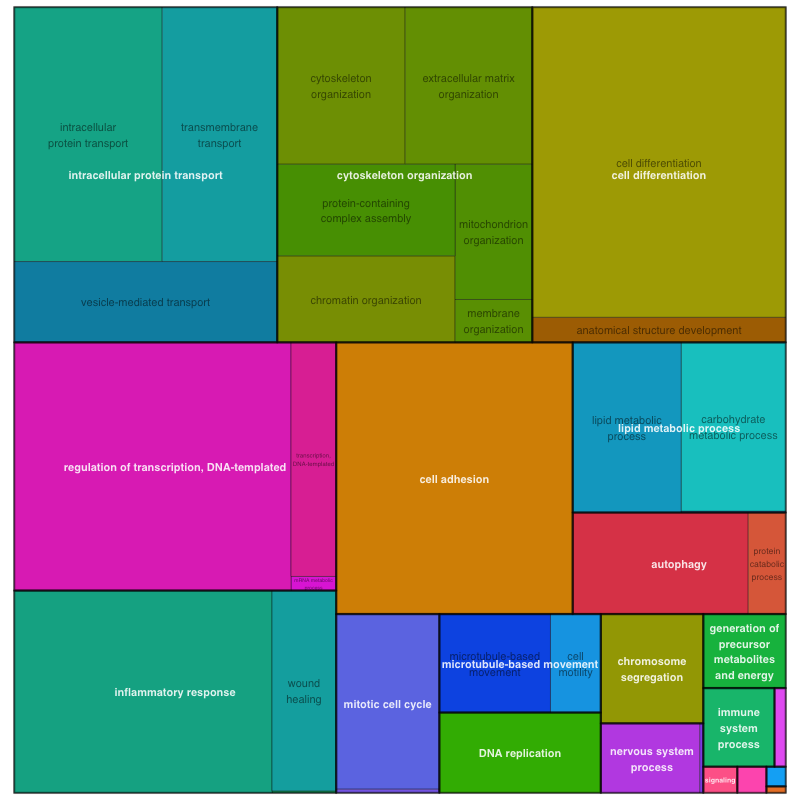 intracellular
protein transport
transmembrane
transport
intracellular protein transport
vesicle-mediated transport
cytoskeleton
organization
extracellular matrix
organization
cytoskeleton organization
protein-containing
complex assembly
mitochondrion
organization
chromatin organization
membrane
organization
cell differentiation
cell differentiation
anatomical structure development
regulation of transcription, DNA-templated
transcription,
DNA-templated
mRNA metabolic
process
cell adhesion
lipid metabolic
process
carbohydrate
metabolic process
lipid metabolic process
autophagy
protein
catabolic
process
inflammatory response
wound
healing
mitotic cell cycle
microtubule-based
movement
cell
motility
microtubule-based movement
DNA replication
chromosome
segregation
nervous system
process
generation of
precursor
metabolites
and energy
immune
system
process
signaling